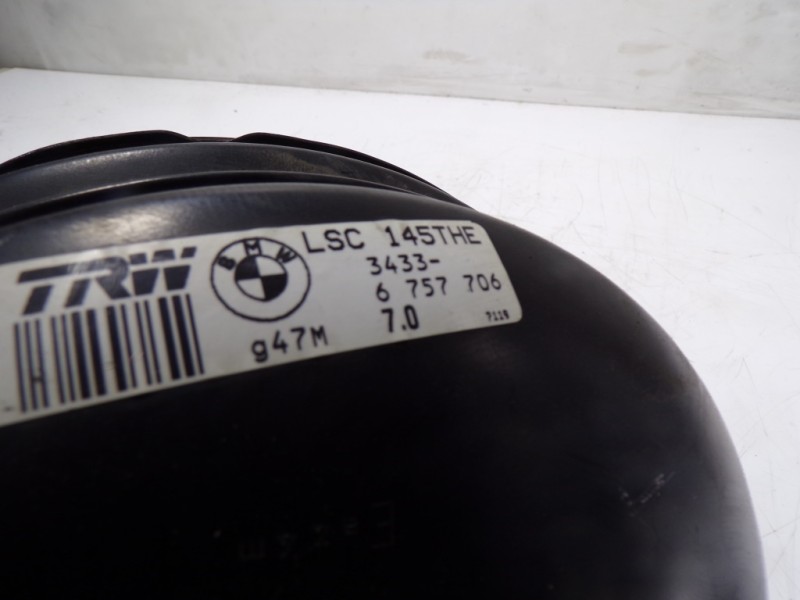 TRW BMW LSC 145THE
3433-
6 757 706
g47M 7.0